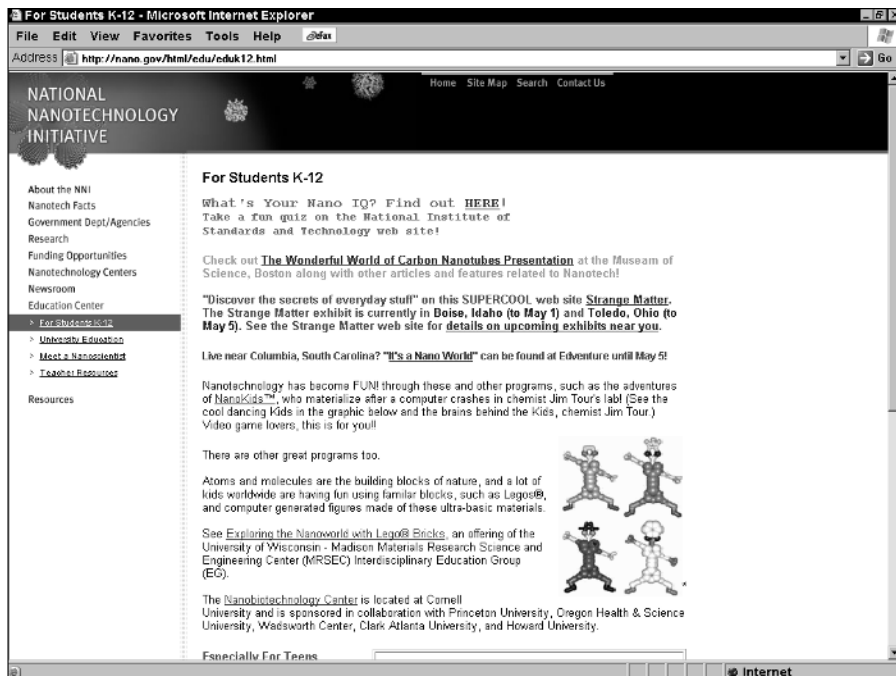 For Students K-12 - Microsoft Internet Explorer
File Edit View Favorites Tools Help eFax
Address http://nano.gov/html/edu/eduk12.html Go
Home Site Map Search Contact Us
NATIONAL
NANOTECHNOLOGY
INITIATIVE
About the NNI
Nanotech Facts
Government Dept/Agencies
Research
Funding Opportunities
Nanotechnology Centers
Newsroom
Education Center
> For Students K-12
> University Education
> Meet a Nanoscientist
> Teacher Resources
Resources
For Students K-12
What's Your Nano IQ? Find out HERE!
Take a fun quiz on the National Institute of
Standards and Technology web site!
Check out The Wonderful World of Carbon Nanotubes Presentation at the Museam of
Science, Boston along with other articles and features related to Nanotech!
"Discover the secrets of everyday stuff" on this SUPERCOOL web site Strange Matter.
The Strange Matter exhibit is currently in Boise, Idaho (to May 1) and Toledo, Ohio (to
May 5). See the Strange Matter web site for details on upcoming exhibits near you.
Live near Columbia, South Carolina? "It's a Nano World" can be found at Edventure until May 5!
Nanotechnology has become FUN! through these and other programs, such as the adventures
of NanoKids™, who materialize after a computer crashes in chemist Jim Tour's lab! (See the
cool dancing Kids in the graphic below and the brains behind the Kids, chemist Jim Tour.)
Video game lovers, this is for you!!
There are other great programs too.
Atoms and molecules are the building blocks of nature, and a lot of
kids worldwide are having fun using familar blocks, such as Legos®,
and computer generated figures made of these ultra-basic materials.
See Exploring the Nanoworld with Lego® Bricks, an offering of the
University of Wisconsin - Madison Materials Research Science and
Engineering Center (MRSEC) Interdisciplinary Education Group
(EG).
The Nanobiotechnology Center is located at Cornell
University and is sponsored in collaboration with Princeton University, Oregon Health & Science
University, Wadsworth Center, Clark Atlanta University, and Howard University.
Especially For Teens
Internet